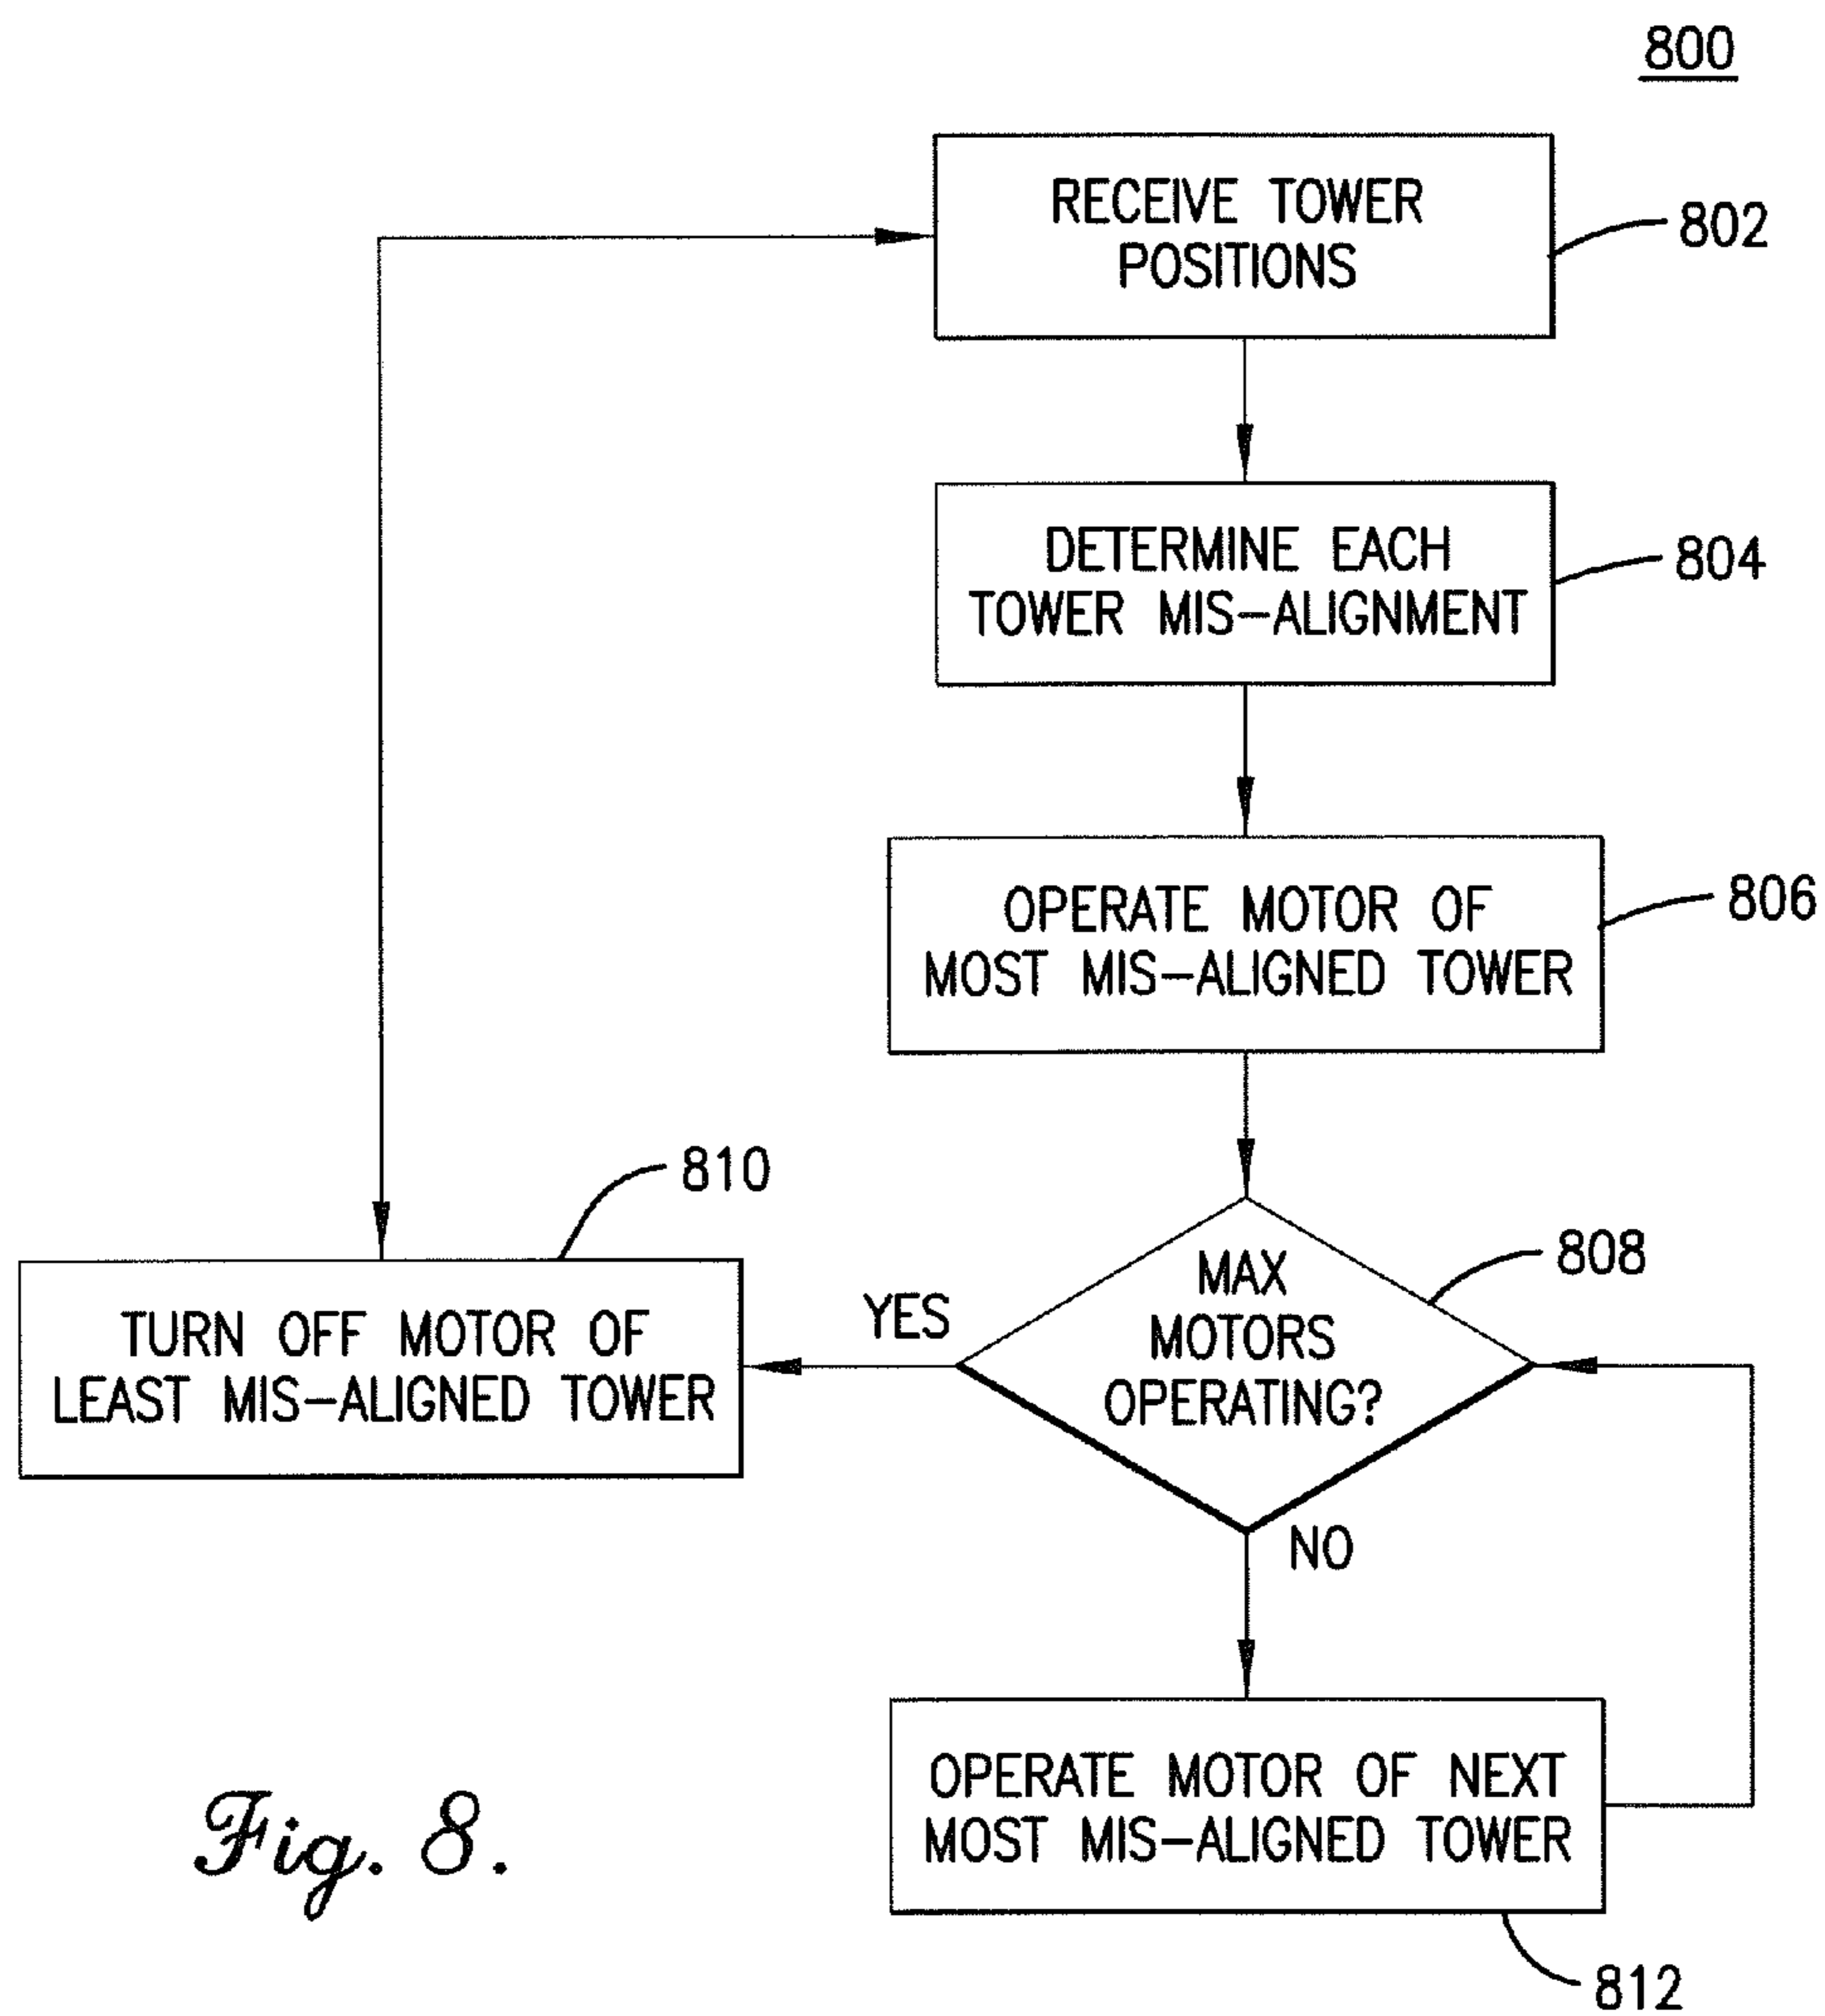 800
RECEIVE TOWER
POSITIONS
802
DETERMINE EACH
TOWER MIS-ALIGNMENT
804
OPERATE MOTOR OF
MOST MIS-ALIGNED TOWER
806
MAX
MOTORS
OPERATING?
808
YES
TURN OFF MOTOR OF
LEAST MIS-ALIGNED TOWER
810
NO
OPERATE MOTOR OF NEXT
MOST MIS-ALIGNED TOWER
812
Fig. 8.